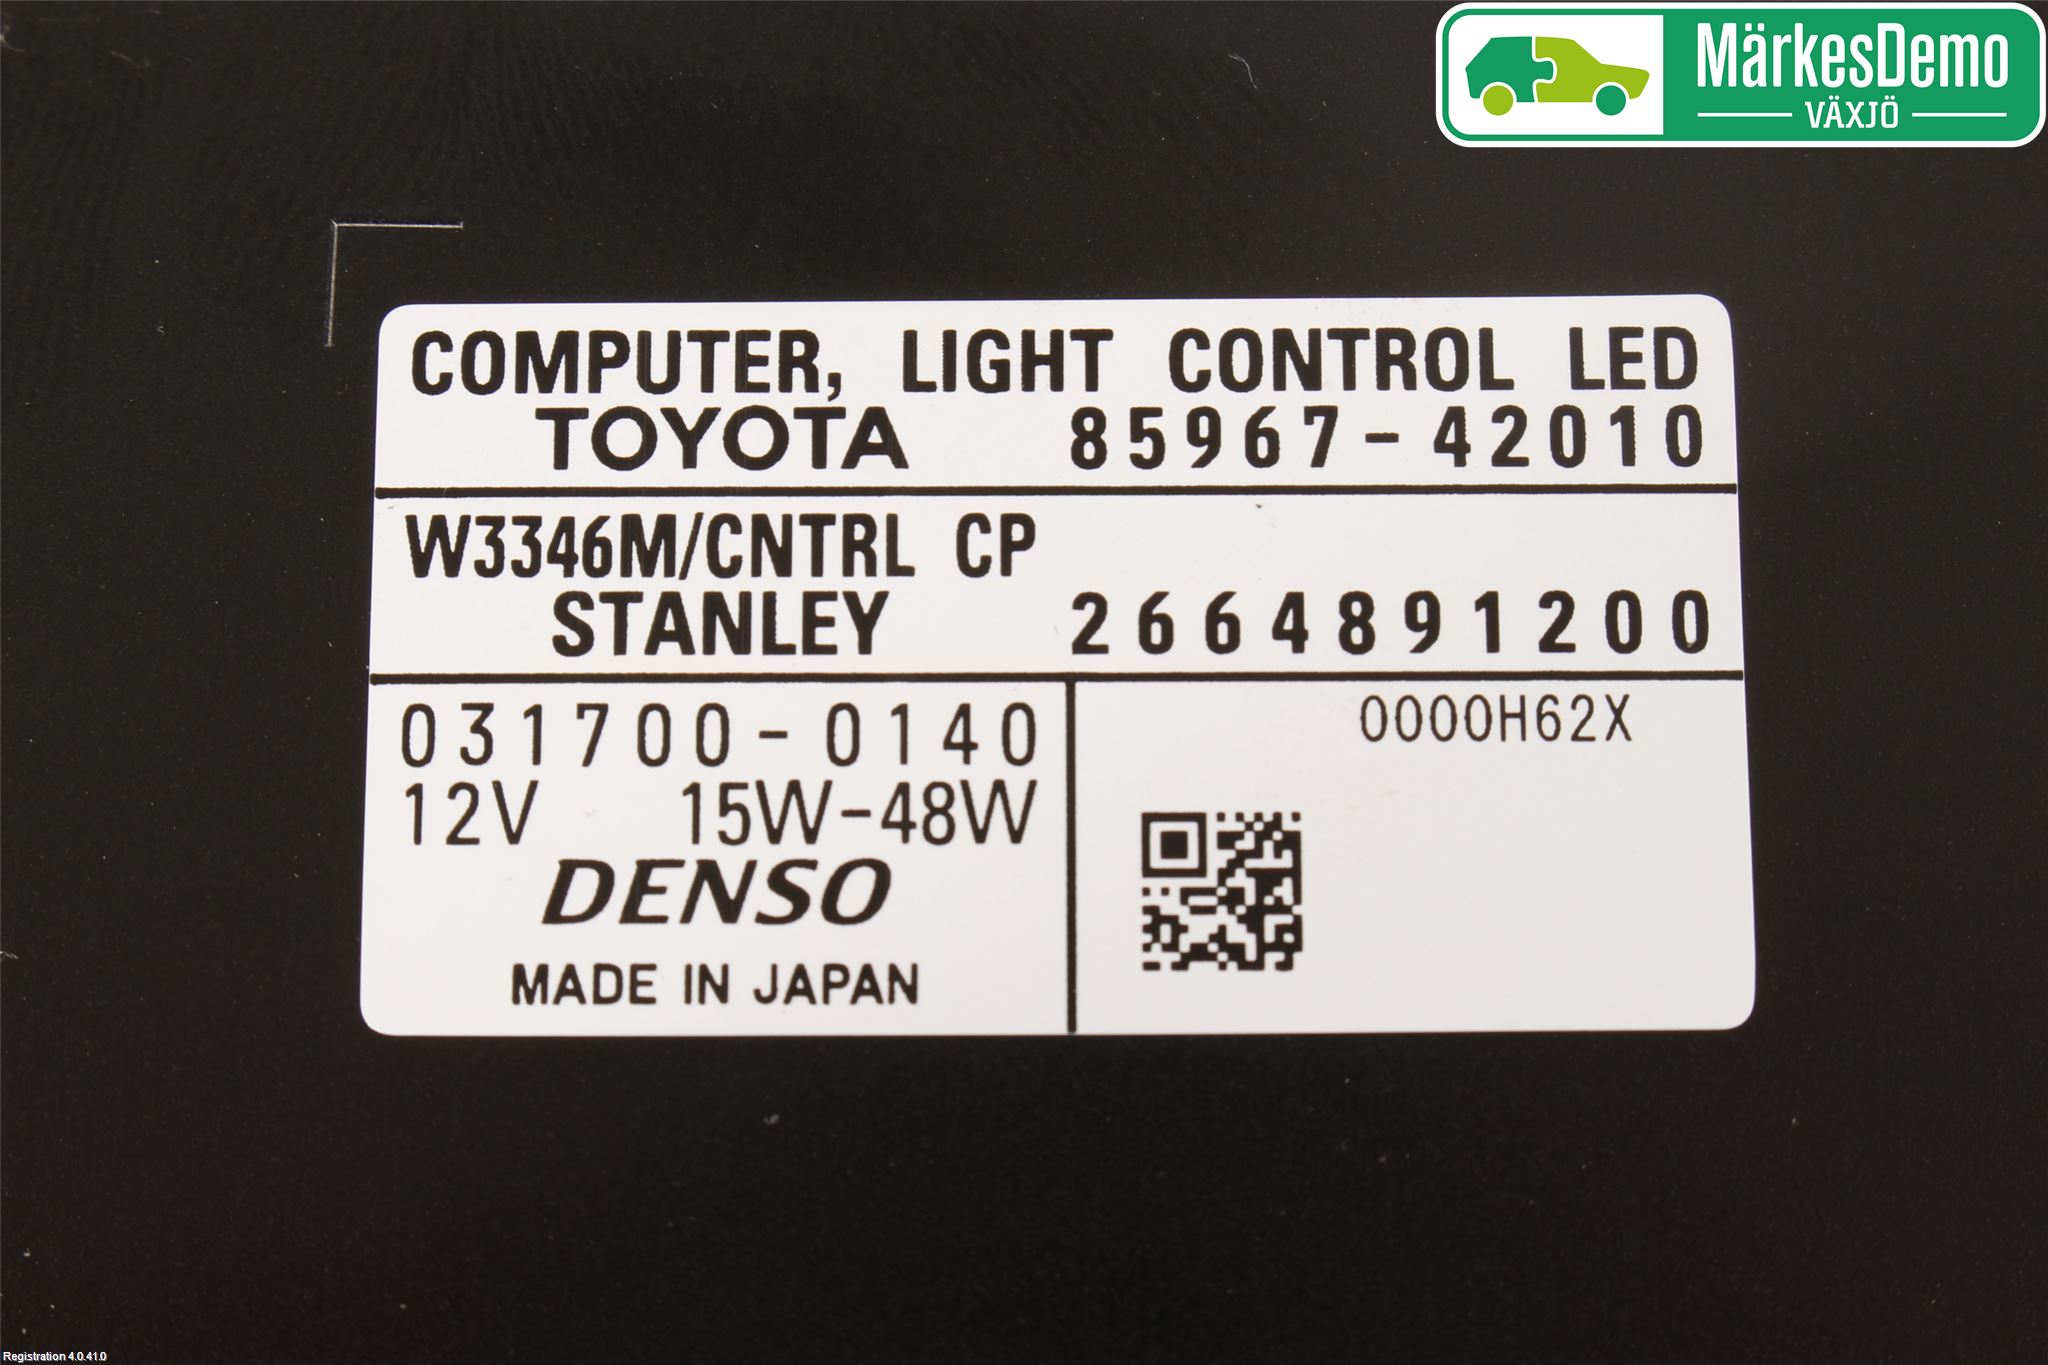 MärkesDemo
VÄXJÖ
COMPUTER, LIGHT CONTROL LED
TOYOTA 85967-42010
W3346M/CNTRL CP
STANLEY 2664891200
031700-0140
12V 15W-48W
DENSO
MADE IN JAPAN
0000H62X
Registration 4.0.41.0